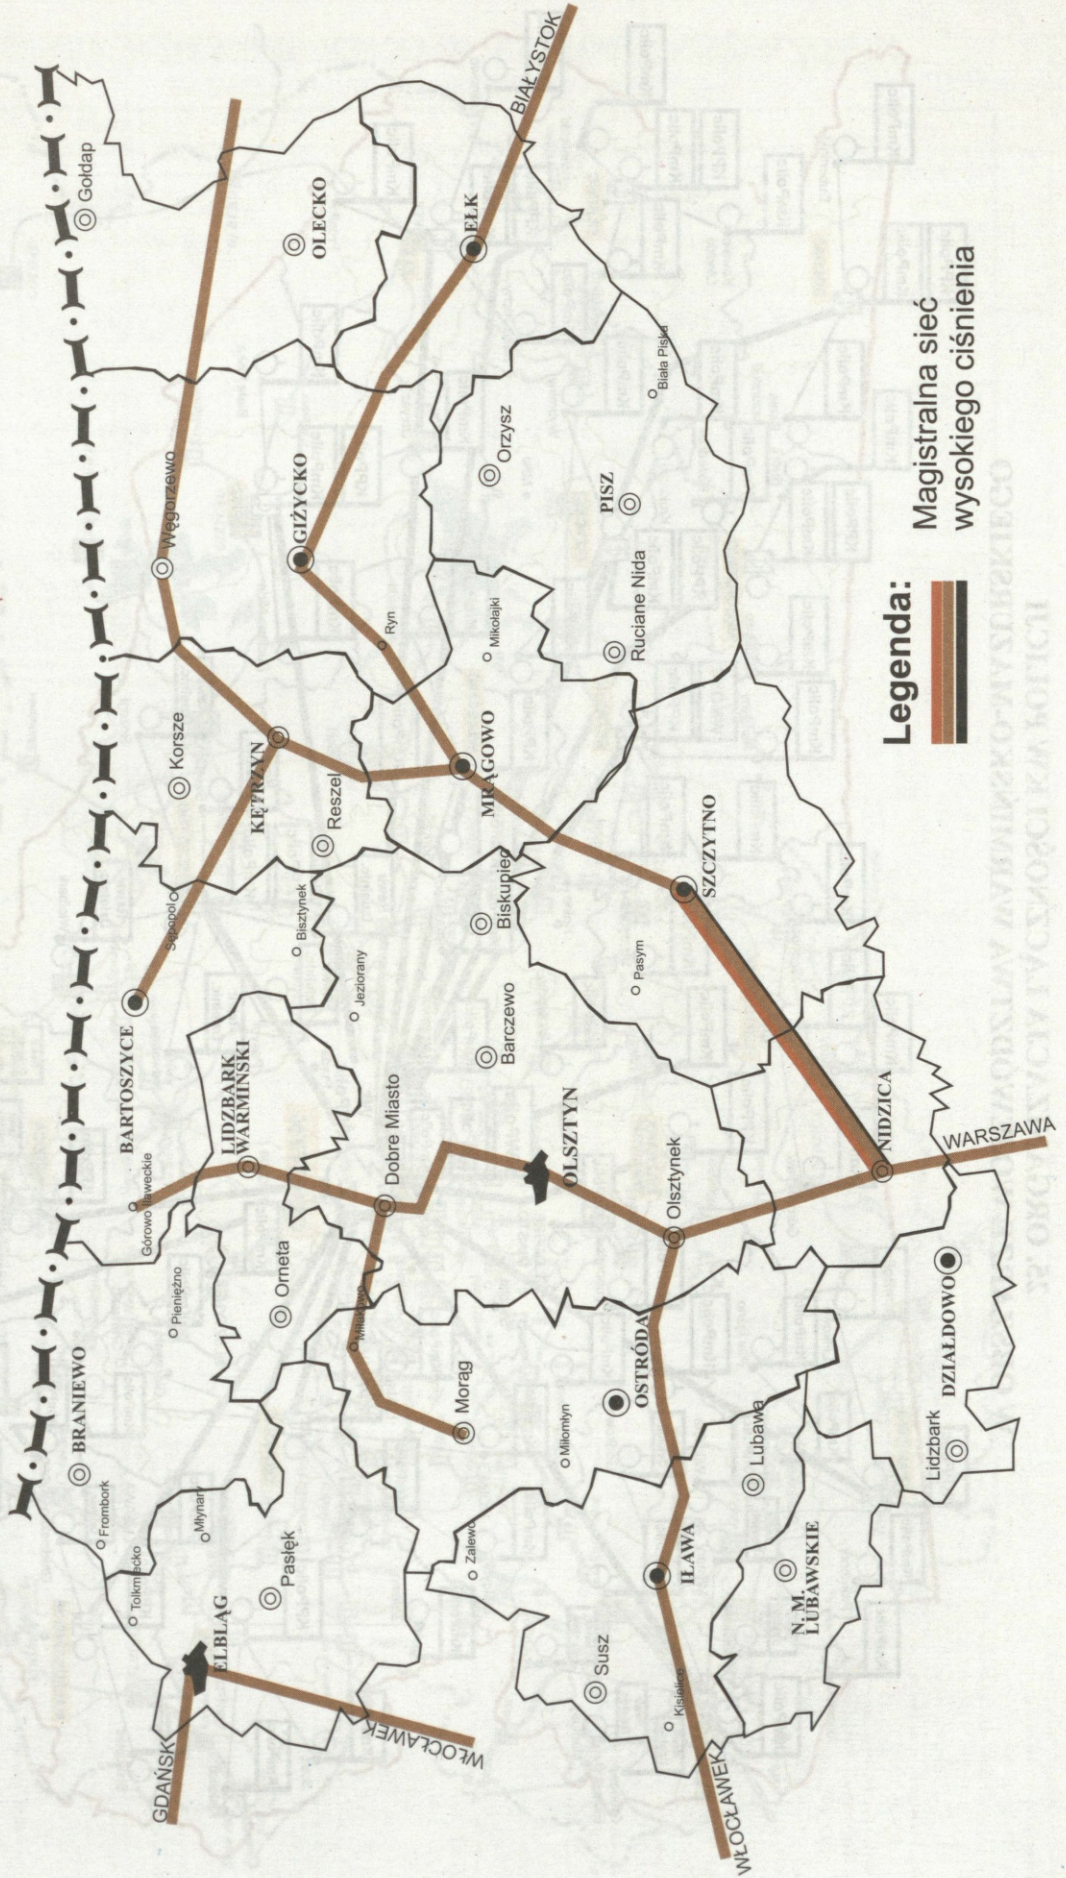 Gołdap
BRANIEWO
Frombork
Tolkmicko
Górowo Iławeckie
BARTOSZYCE
Sępopol
Korsze
Węgorzewo
GDAŃSK
ELBLĄG
Młynary
Pieniężno
Pasłęk
Orneta
LIDZBARK
WARMIŃSKI
Bisztynek
KĘTRZYN
Reszel
GIŻYCKO
OLECKO
WŁOCŁAWEK
Miłakowo
Dobre Miasto
Jeziorany
Ryn
Morąg
Zalewo
Barczewo
Biskupiec
MRĄGOWO
Mikołajki
Orzysz
EŁK
BIAŁYSTOK
Susz
Miłomłyn
OSTRÓDA
OLSZTYN
Pasym
Ruciane Nida
PISZ
Biała Piska
Kisielice
IŁAWA
Olsztynek
SZCZYTNO
WŁOCŁAWEK
Lubawa
N. M.
LUBAWSKIE
NIDZICA
Lidzbark
DZIAŁDOWO
WARSZAWA
Legenda:
Magistralna sieć
wysokiego ciśnienia